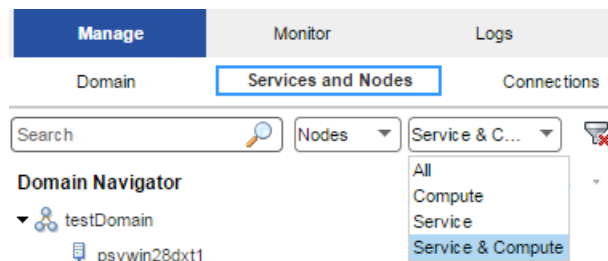 Manage Monitor Logs
Domain Services and Nodes Connections
Search Nodes Service & C...
All
Domain Navigator
Compute
testDomain
Service
Service & Compute
psvwin28dxt1